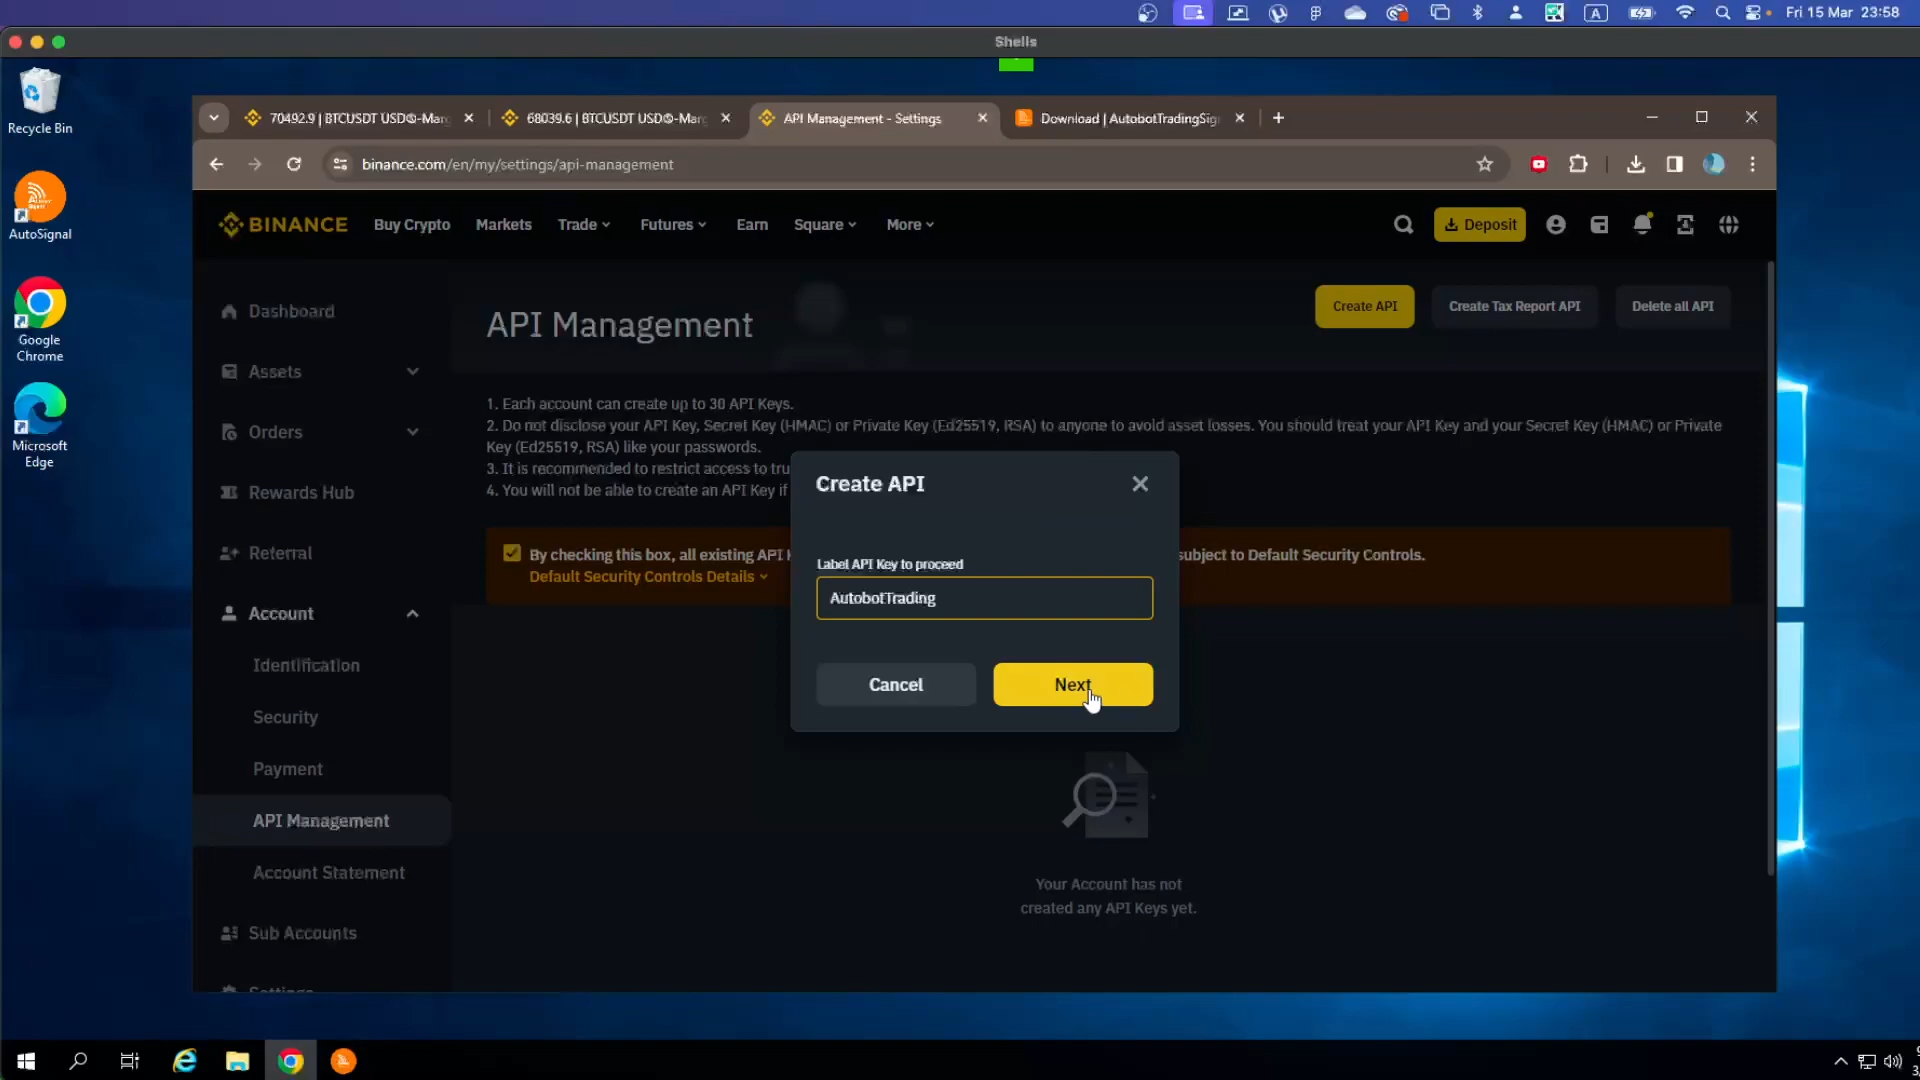 A
Fri 15 Mar 23:58
Shells
Recycle Bin
AutoSignal
Google
Chrome
Microsoft
Edge
70492.9 | BTCUSDT USDⓈ-Marg
68039.6 | BTCUSDT USDⓈ-Marg
API Management - Settings
Download | AutobotTradingSig
binance.com/en/my/settings/api-management
BINANCE
Buy Crypto
Markets
Trade
Futures
Earn
Square
More
Deposit
Dashboard
Assets
Orders
Rewards Hub
Referral
Account
Identification
Security
Payment
API Management
Account Statement
Sub Accounts
Settings
API Management
Create API
Create Tax Report API
Delete all API
1. Each account can create up to 30 API Keys.
2. Do not disclose your API Key, Secret Key (HMAC) or Private Key (Ed25519, RSA) to anyone to avoid asset losses. You should treat your API Key and your Secret Key (HMAC) or Private
Key (Ed25519, RSA) like your passwords.
3. It is recommended to restrict access to tru
4. You will not be able to create an API Key if
By checking this box, all existing API K subject to Default Security Controls.
Default Security Controls Details
Create API
Label API Key to proceed
AutobotTrading
Cancel
Next
Your Account has not
created any API Keys yet.